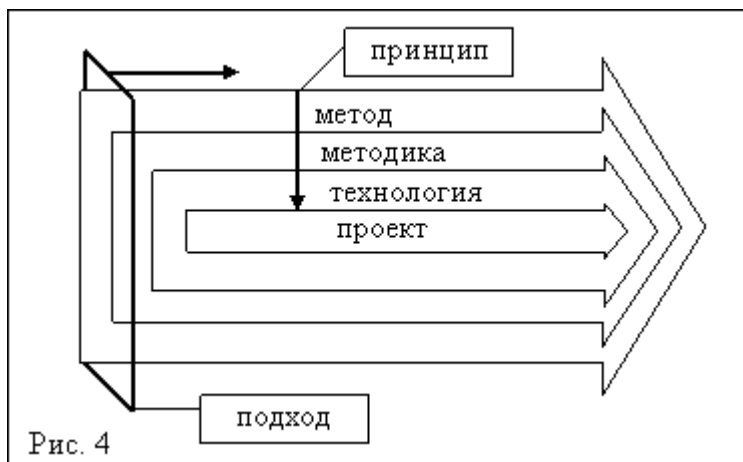 принцип
метод
методика
технология
проект
подход
Рис. 4